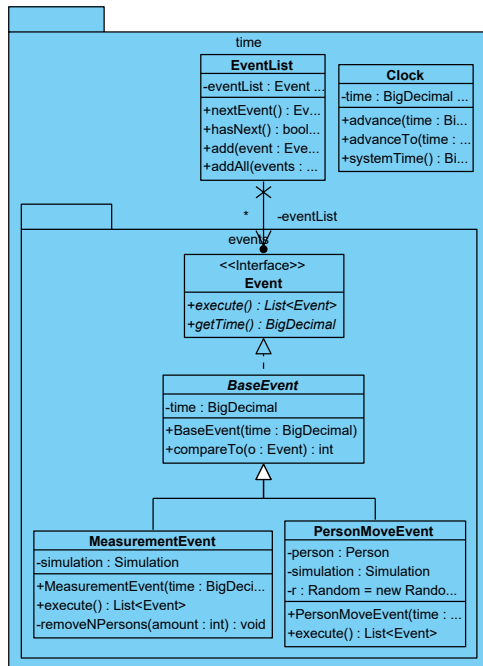 time
EventList
-eventList : Event ...
+nextEvent() : Ev...
+hasNext() : bool...
+add(event : Eve...
+addAll(events : ...
Clock
-time : BigDecimal ...
+advance(time : Bi...
+advanceTo(time : ...
+systemTime() : Bi...
* -eventList
events
<<Interface>>
Event
+execute() : List<Event>
+getTime() : BigDecimal
BaseEvent
-time : BigDecimal
+BaseEvent(time : BigDecimal)
+compareTo(o : Event) : int
MeasurementEvent
-simulation : Simulation
+MeasurementEvent(time : BigDeci...
+execute() : List<Event>
-removeNPersons(amount : int) : void
PersonMoveEvent
-person : Person
-simulation : Simulation
-r : Random = new Rando...
+PersonMoveEvent(time : ...
+execute() : List<Event>